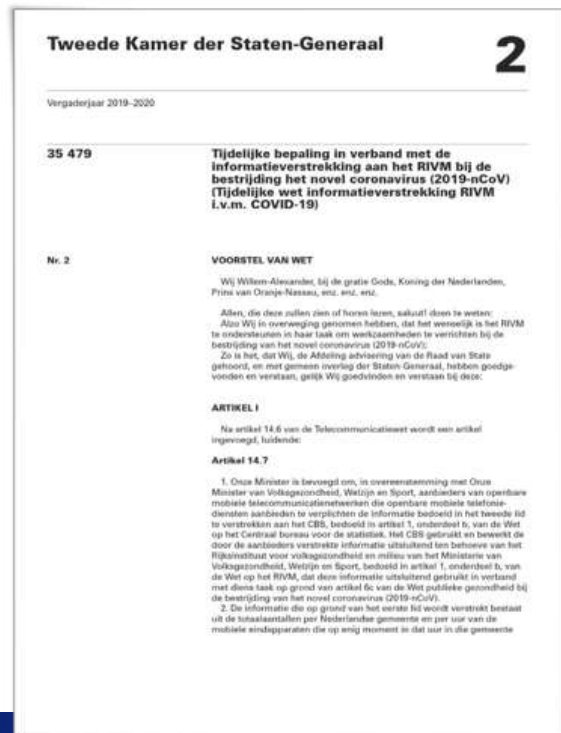 Tweede Kamer der Staten-Generaal
2
Vergaderjaar 2019–2020
35 479
Tijdelijke bepaling in verband met de
informatieverstrekking aan het RIVM bij de
bestrijding het novel coronavirus (2019-nCoV)
(Tijdelijke wet informatieverstrekking RIVM
i.v.m. COVID-19)
Nr. 2
VOORSTEL VAN WET
Wij Willem-Alexander, bij de gratie Gods, Koning der Nederlanden,
Prins van Oranje-Nassau, enz. enz. enz.
Allen, die deze zullen zien of horen lezen, saluut! doen te weten:
Alzo Wij in overweging genomen hebben, dat het wenselijk is het RIVM
te ondersteunen in haar taak om werkzaamheden te verrichten bij de
bestrijding van het novel coronavirus (2019-nCoV);
Zo is het, dat Wij, de Afdeling advisering van de Raad van State
gehoord, en met gemeen overleg der Staten-Generaal, hebben goedge-
vonden en verstaan, gelijk Wij goedvinden en verstaan bij deze:
ARTIKEL I
Na artikel 14.6 van de Telecommunicatiewet wordt een artikel
ingevoegd, luidende:
Artikel 14.7
1. Onze Minister is bevoegd om, in overeenstemming met Onze
Minister van Volksgezondheid, Welzijn en Sport, aanbieders van openbare
mobiele telecommunicatienetwerken die openbare mobiele telefonie-
diensten aanbieden te verplichten de informatie bedoeld in het tweede lid
te verstrekken aan het CBS, bedoeld in artikel 1, onderdeel b, van de Wet
op het Centraal bureau voor de statistiek. Het CBS gebruikt en bewerkt de
door de aanbieders verstrekte informatie uitsluitend ten behoeve van het
Rijksinstituut voor volksgezondheid en milieu van het Ministerie van
Volksgezondheid, Welzijn en Sport, bedoeld in artikel 1, onderdeel b, van
de Wet op het RIVM, dat deze informatie uitsluitend gebruikt in verband
met diens taak op grond van artikel 6c van de Wet publieke gezondheid bij
de bestrijding van het novel coronavirus (2019-nCoV).
2. De informatie die op grond van het eerste lid wordt verstrekt bestaat
uit de totaalaantallen per Nederlandse gemeente en per uur van de
mobiele eindapparaten die op enig moment in dat uur in die gemeente